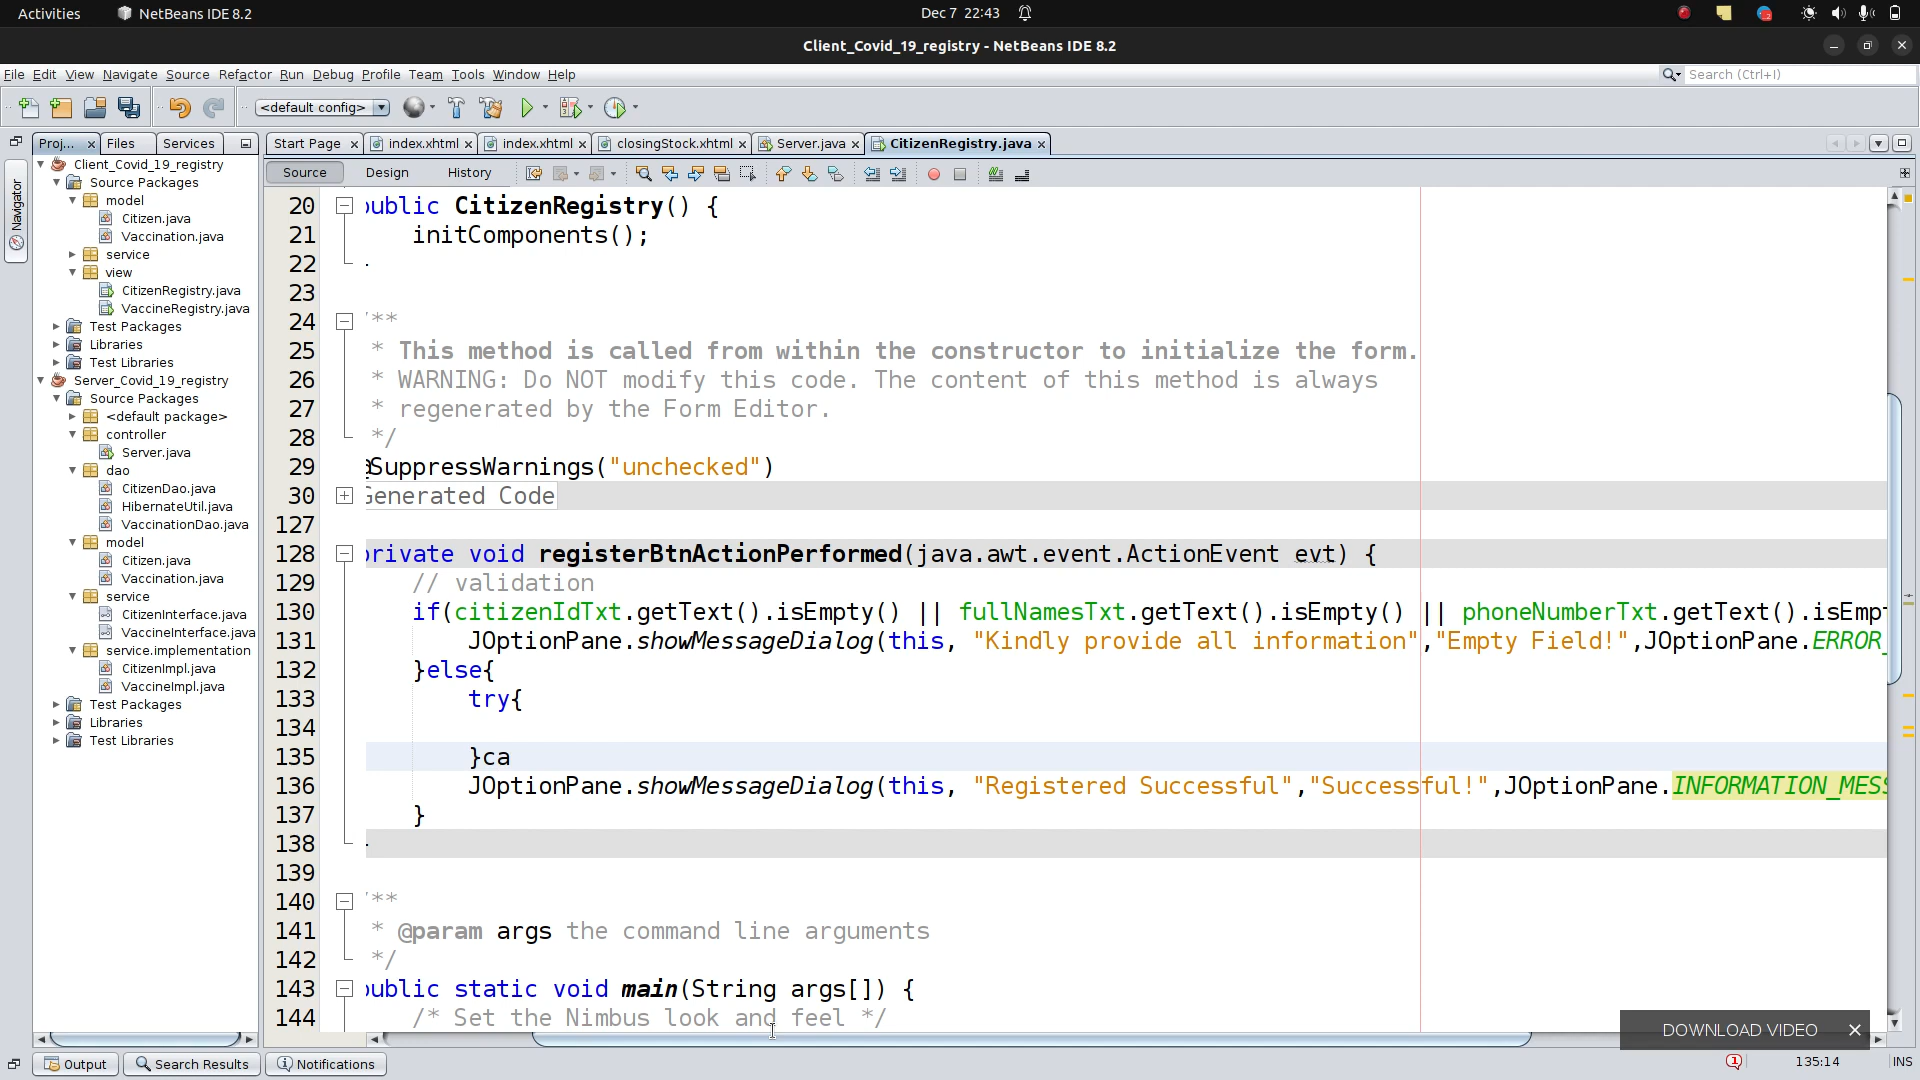 Activities NetBeans IDE 8.2 Dec 7 22:43
Client_Covid_19_registry - NetBeans IDE 8.2
File Edit View Navigate Source Refactor Run Debug Profile Team Tools Window Help Search (Ctrl+I)
<default config>
Proj... Files Services
Start Page index.xhtml index.xhtml closingStock.xhtml Server.java CitizenRegistry.java
Source Design History
Navigator
Client_Covid_19_registry
Source Packages
model
Citizen.java
Vaccination.java
service
view
CitizenRegistry.java
VaccineRegistry.java
Test Packages
Libraries
Test Libraries
Server_Covid_19_registry
Source Packages
<default package>
controller
Server.java
dao
CitizenDao.java
HibernateUtil.java
VaccinationDao.java
model
Citizen.java
Vaccination.java
service
CitizenInterface.java
VaccineInterface.java
service.implementation
CitizenImpl.java
VaccineImpl.java
Test Packages
Libraries
Test Libraries
20 public CitizenRegistry() {
21 initComponents();
22
23
24 /**
25 * This method is called from within the constructor to initialize the form.
26 * WARNING: Do NOT modify this code. The content of this method is always
27 * regenerated by the Form Editor.
28 */
29 @SuppressWarnings("unchecked")
30 Generated Code
127
128 private void registerBtnActionPerformed(java.awt.event.ActionEvent evt) {
129 // validation
130 if(citizenIdTxt.getText().isEmpty() || fullNamesTxt.getText().isEmpty() || phoneNumberTxt.getText().isEmp
131 JOptionPane.showMessageDialog(this, "Kindly provide all information","Empty Field!",JOptionPane.ERROR_
132 }else{
133 try{
134
135 }ca
136 JOptionPane.showMessageDialog(this, "Registered Successful","Successful!",JOptionPane.INFORMATION_MESS
137 }
138
139
140 /**
141 * @param args the command line arguments
142 */
143 public static void main(String args[]) {
144 /* Set the Nimbus look and feel */
DOWNLOAD VIDEO
Output Search Results Notifications 135:14 INS